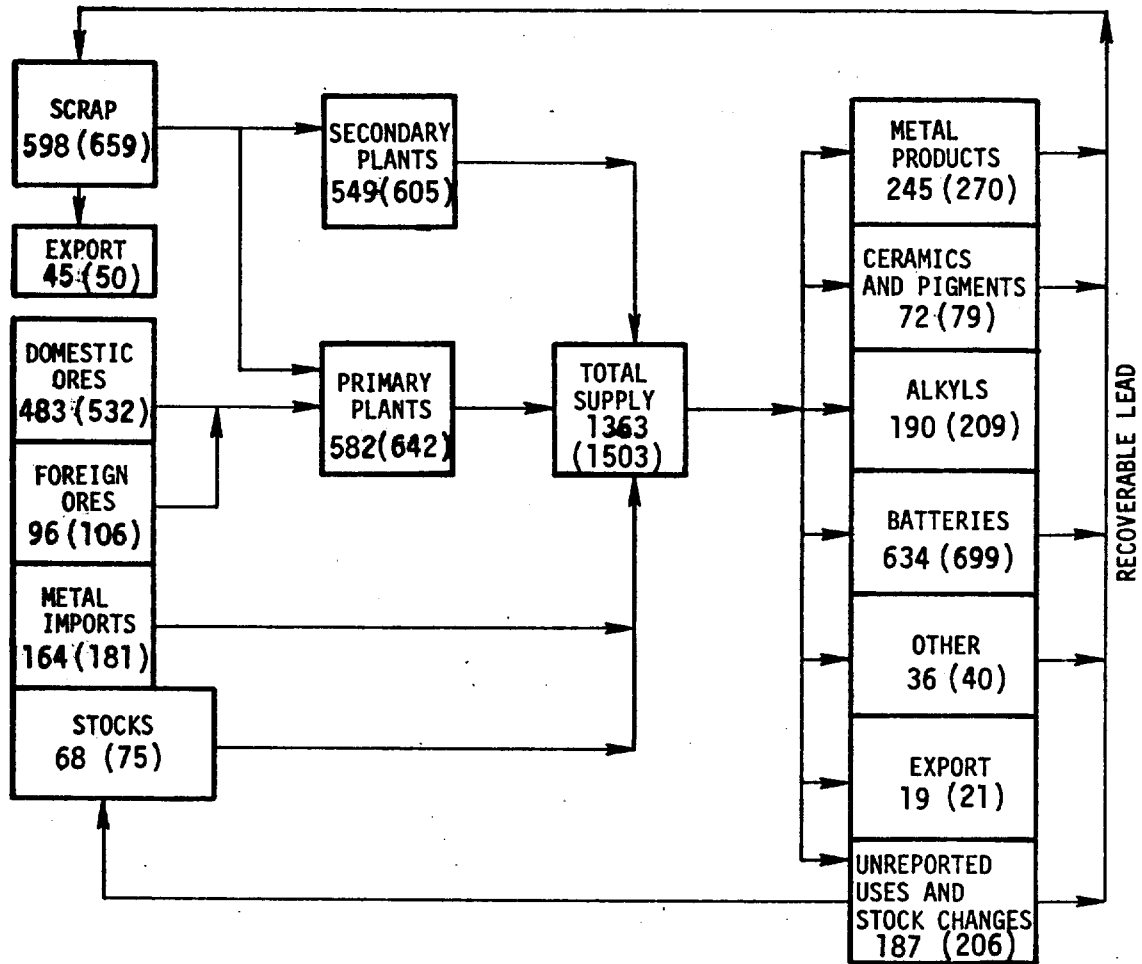 SCRAP
598 (659)
EXPORT
45 (50)
DOMESTIC
ORES
483 (532)
FOREIGN
ORES
96 (106)
METAL
IMPORTS
164 (181)
STOCKS
68 (75)
SECONDARY
PLANTS
549 (605)
PRIMARY
PLANTS
582 (642)
TOTAL
SUPPLY
1363
(1503)
METAL
PRODUCTS
245 (270)
CERAMICS
AND PIGMENTS
72 (79)
ALKYLS
190 (209)
BATTERIES
634 (699)
OTHER
36 (40)
EXPORT
19 (21)
UNREPORTED
USES AND
STOCK CHANGES
187 (206)
RECOVERABLE LEAD